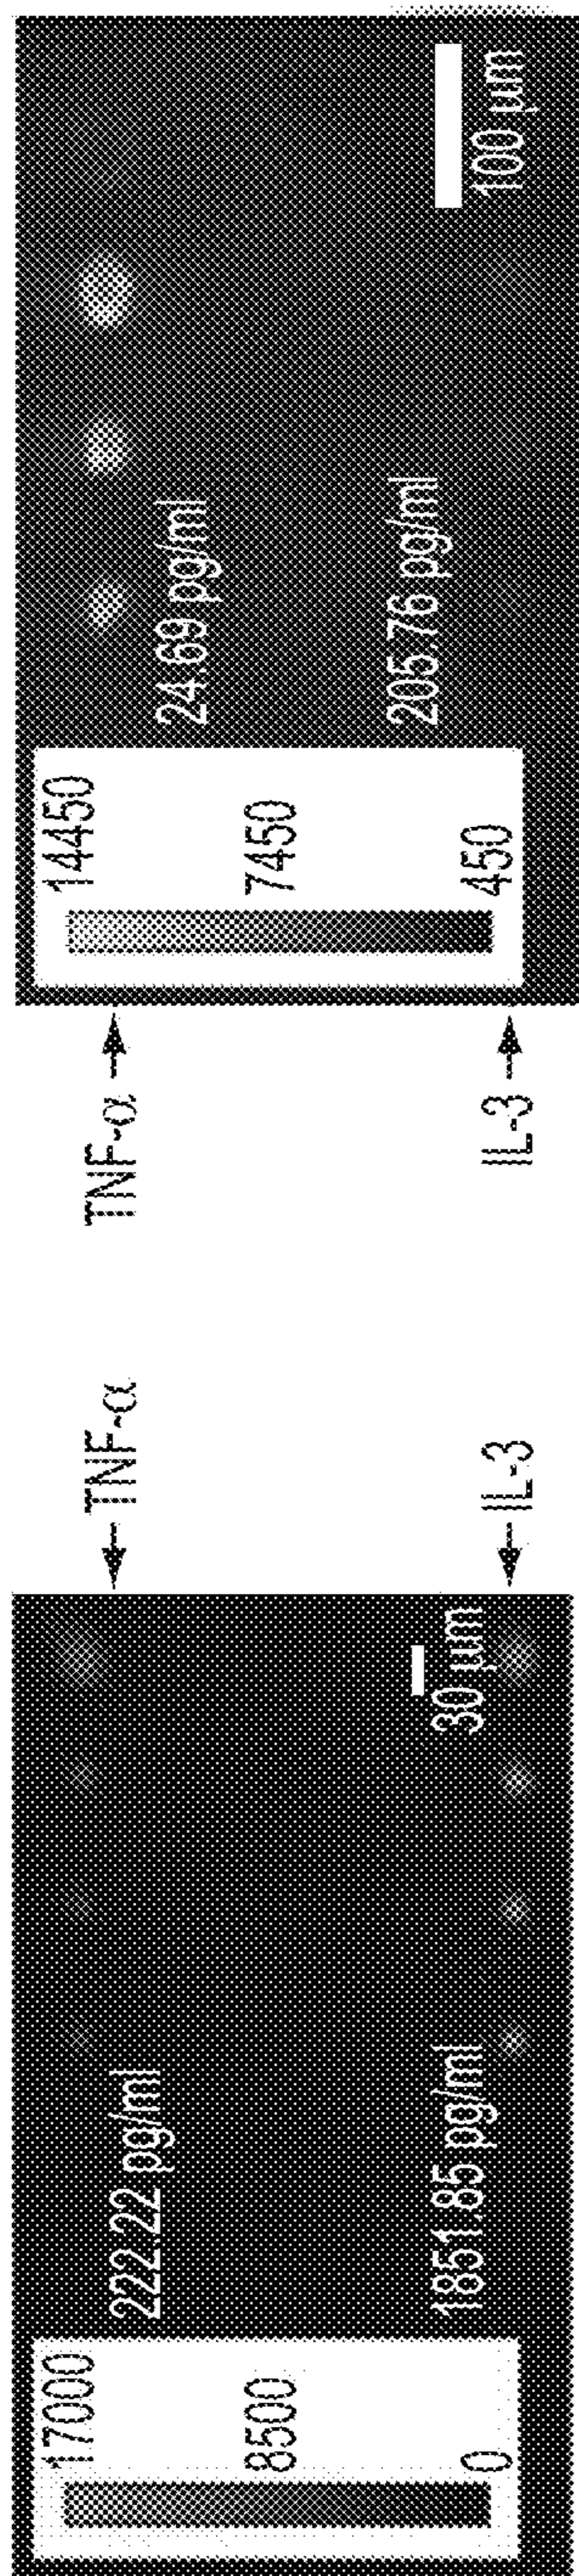 17000
8500
0
222.22 pg/ml
1851.85 pg/ml
30 µm
TNF-α
IL-3
TNF-α
IL-3
14450
7450
450
24.69 pg/ml
205.76 pg/ml
100 µm